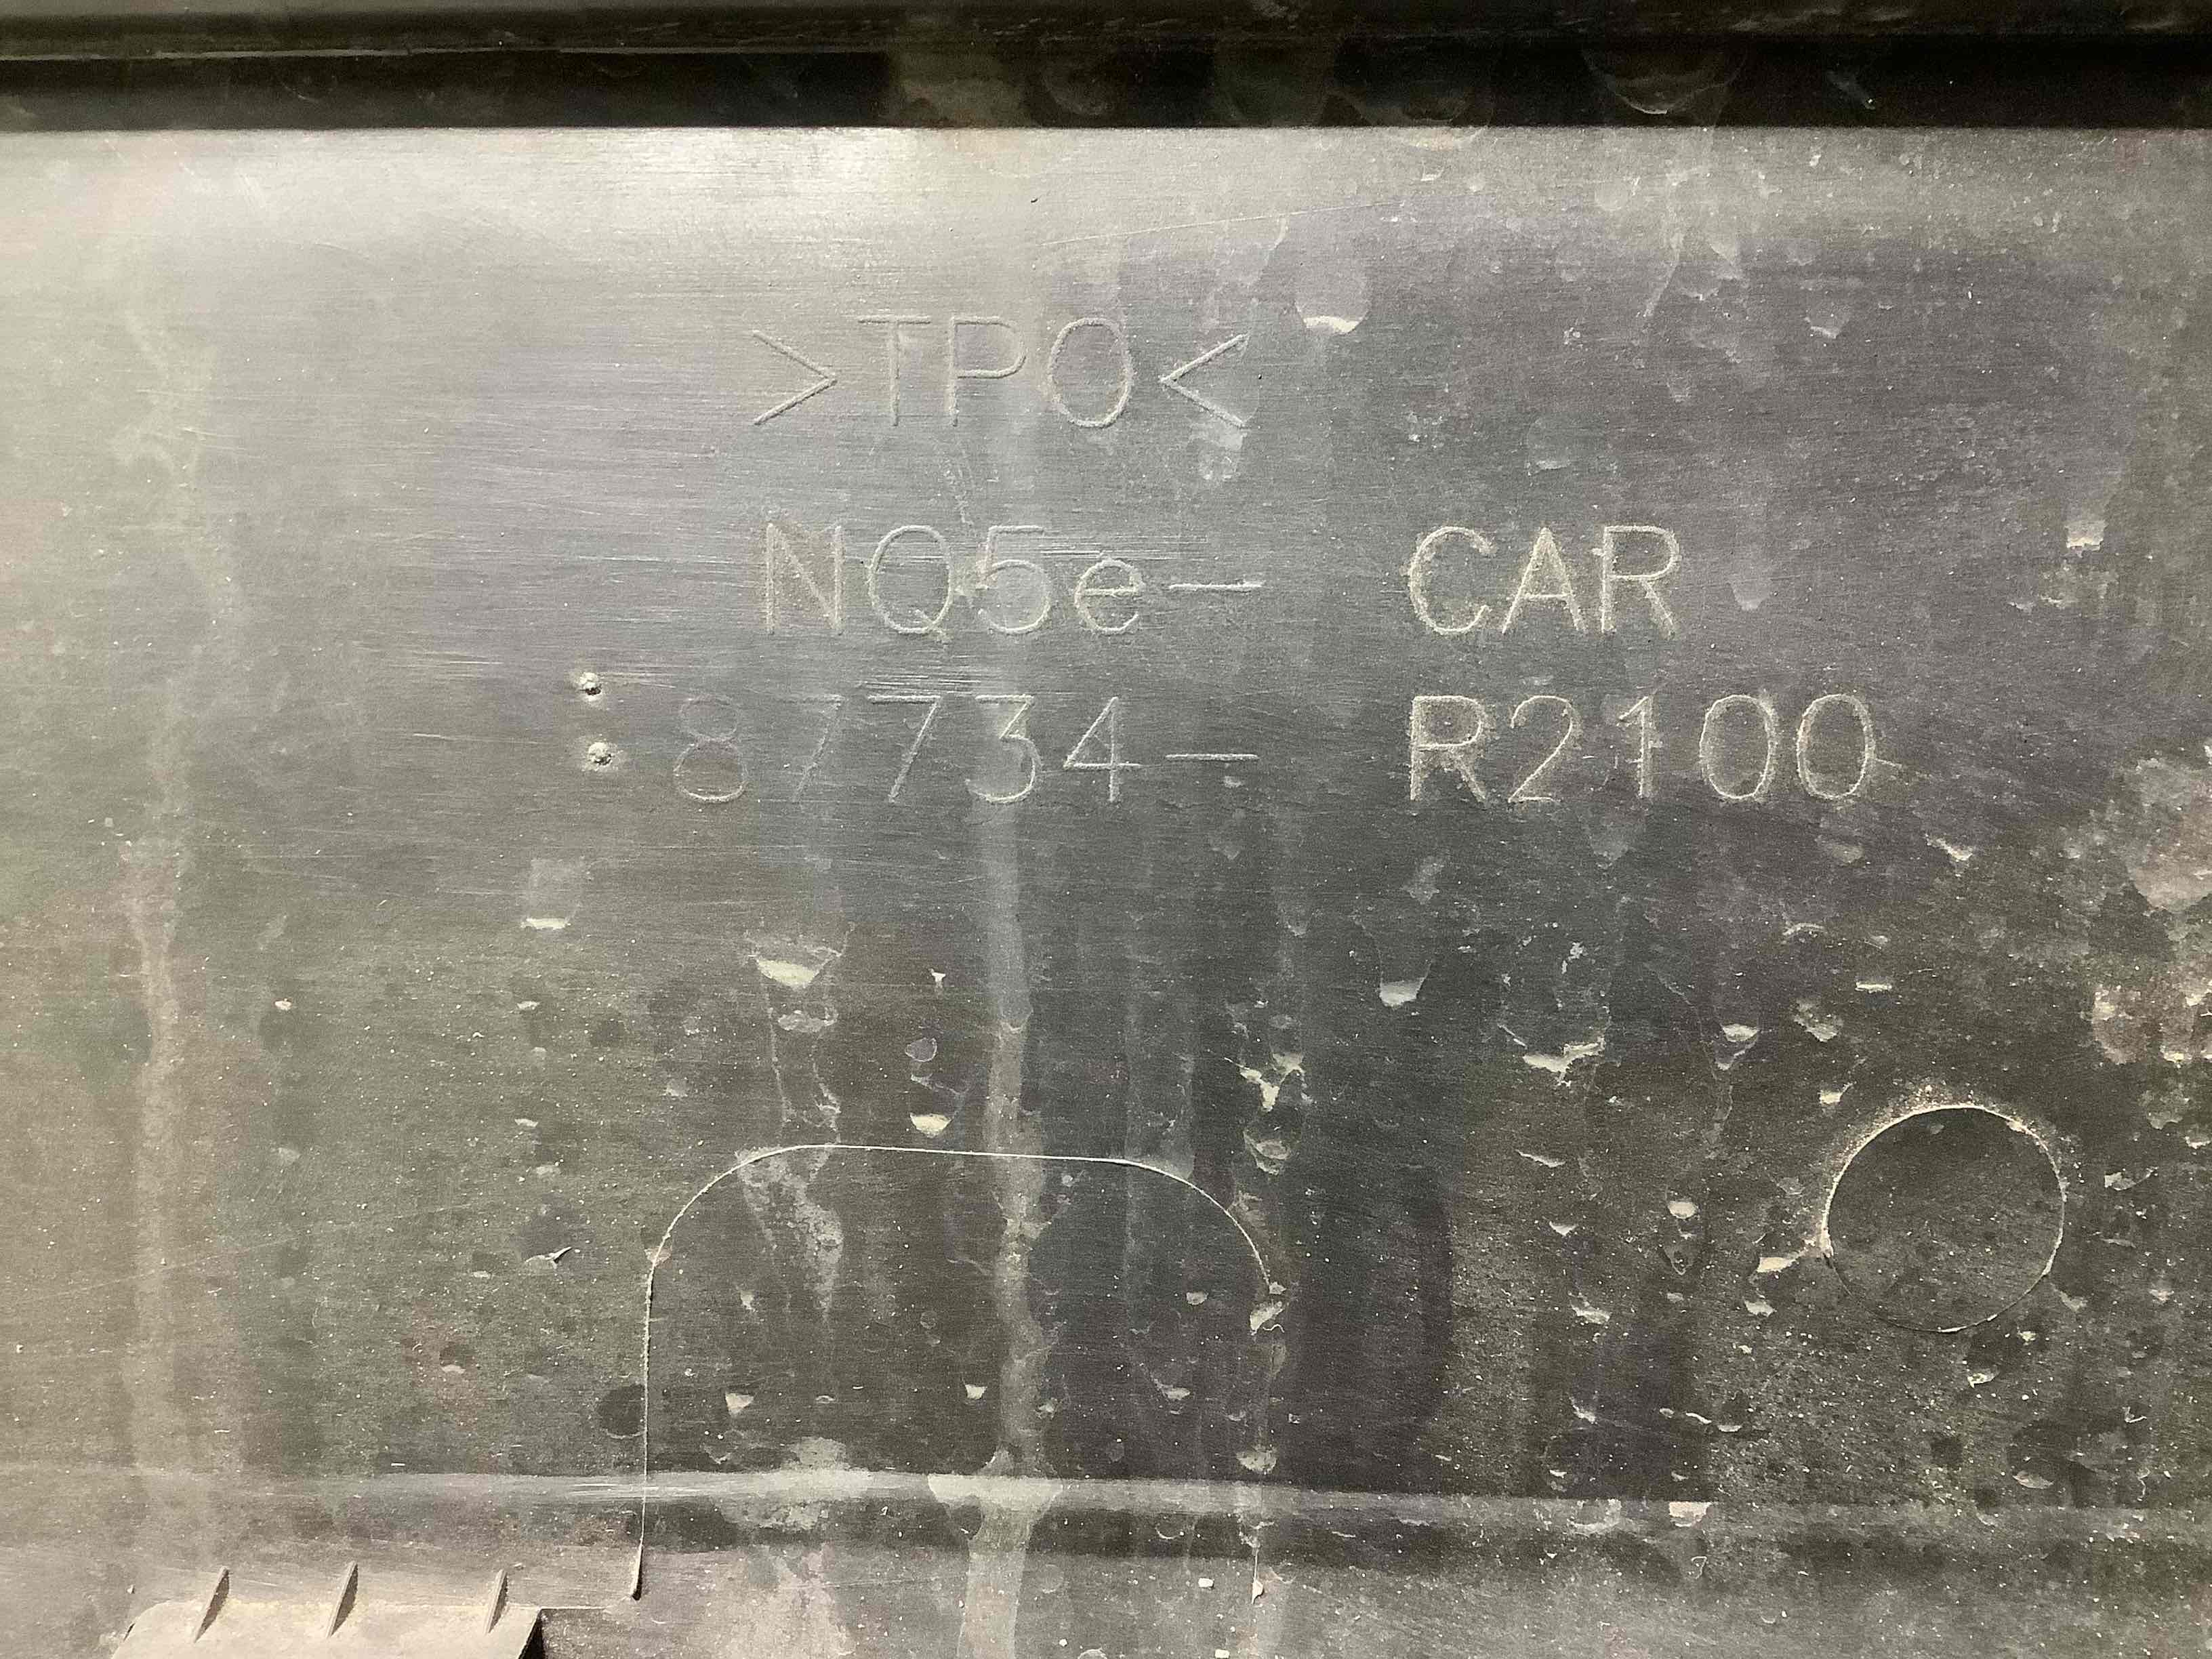 >TPO<
NQ5e- CAR
: 87734- R2100